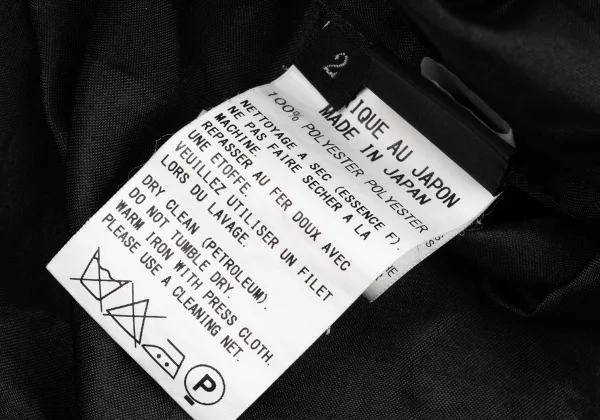 2
IQUE AU JAPON
MADE IN JAPAN
100% POLYESTER POLYESTER
NETTOYAGE A SEC (ESSENCE F).
NE PAS FAIRE SECHER A LA
MACHINE.
REPASSER AU FER DOUX AVEC
UNE ETOFFE.
VEUILLEZ UTILISER UN FILET
LORS DU LAVAGE.
DRY CLEAN (PETROLEUM).
DO NOT TUMBLE DRY.
WARM IRON WITH PRESS CLOTH.
PLEASE USE A CLEANING NET.
P